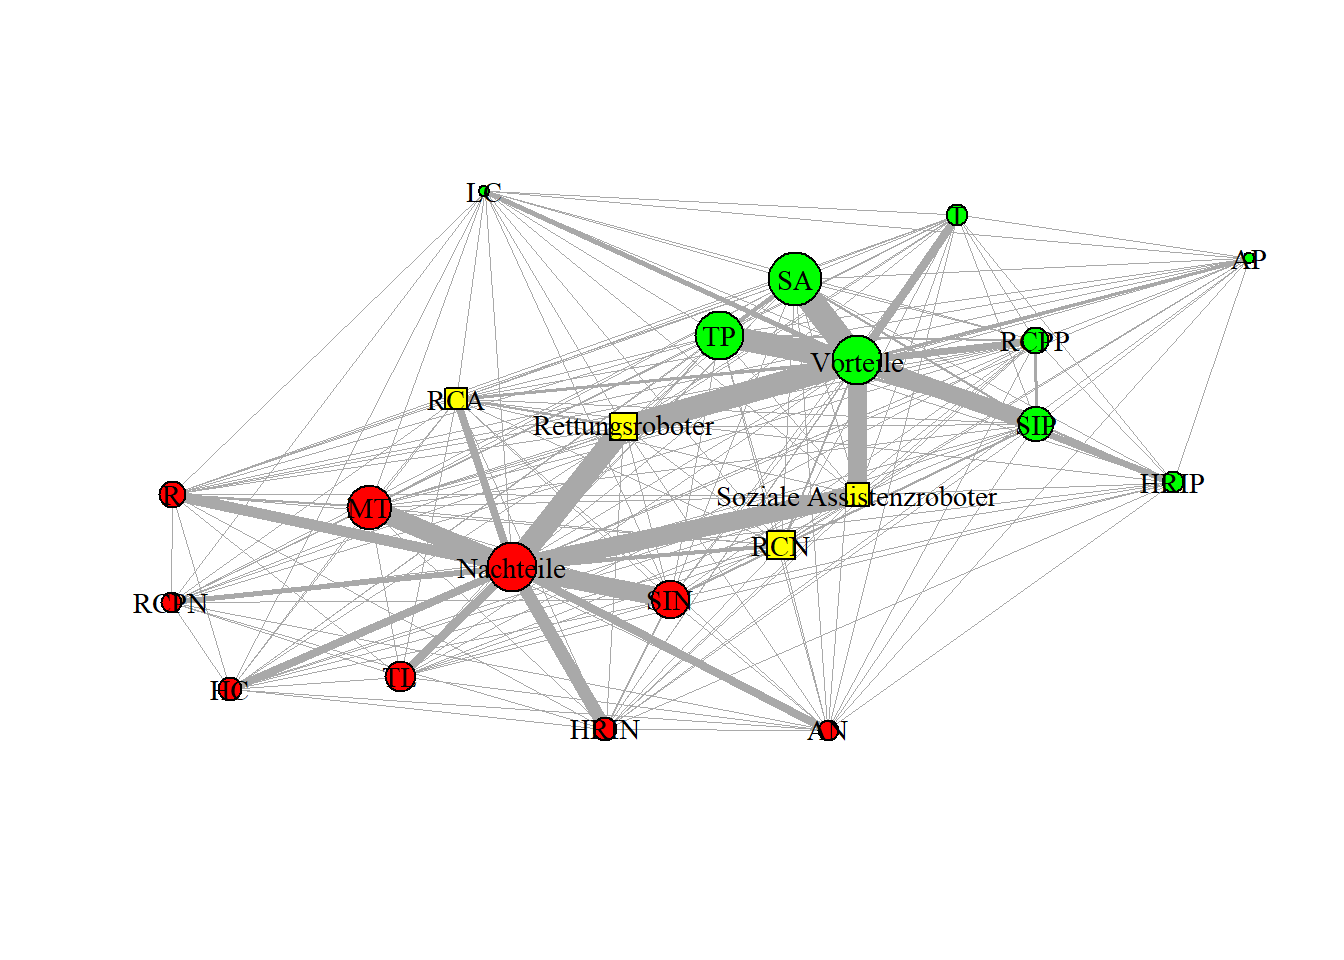 LC
I
AP
SA
TP
RCPP
Vorteile
RCA
Rettungsroboter
SIP
HRIP
R
MT
Soziale Assistenzroboter
RCN
Nachteile
RCPN
SIN
HC
TL
HRIN
AN